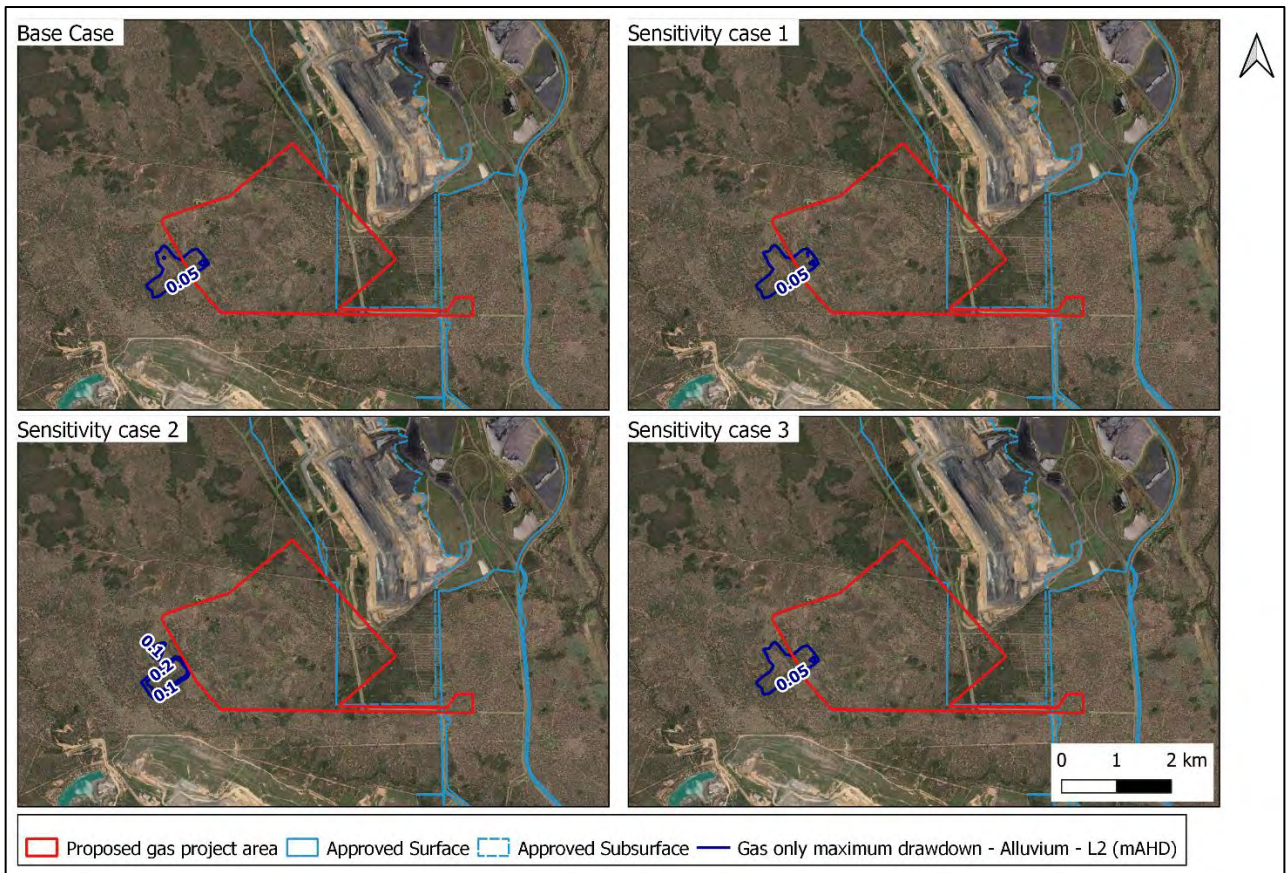 Base Case
Sensitivity case 1
0.05
0.05
Sensitivity case 2
Sensitivity case 3
0.1
0.2
0.1
0.05
0 1 2 km
Proposed gas project area Approved Surface Approved Subsurface Gas only maximum drawdown - Alluvium - L2 (mAHD)